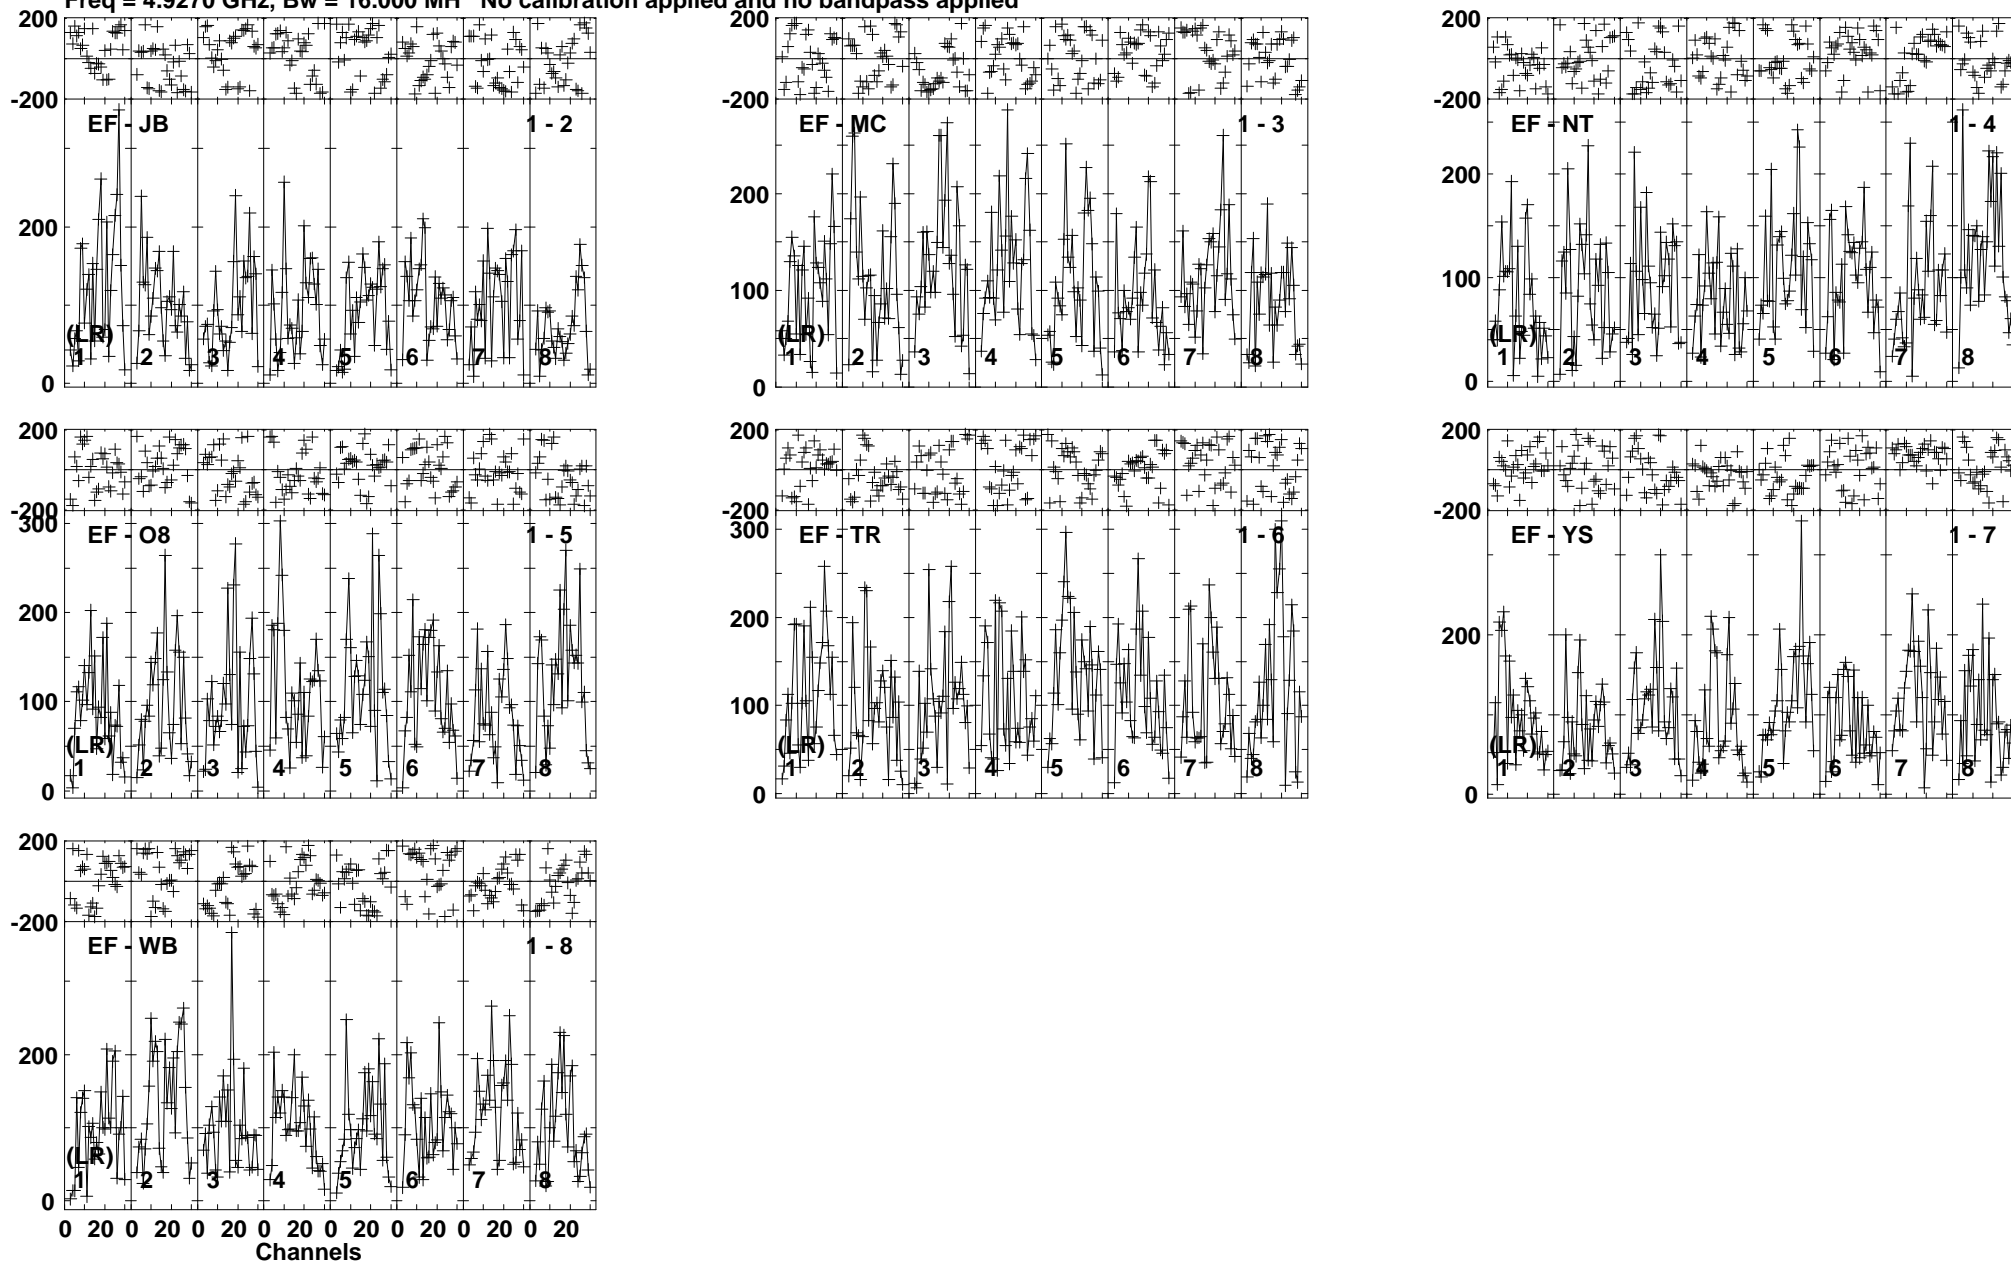 Freq = 4.9270 GHz, Bw = 16.000 MH No calibration applied and no bandpass applied
200
-200
EF - JB 1 - 2
200
(LR)
1 2 3 4 5 6 7 8
0
200
-200
EF - MC 1 - 3
200
100
(LR)
1 2 3 4 5 6 7 8
0
200
-200
EF - NT 1 - 4
200
100
(LR)
1 2 3 4 5 6 7 8
0
200
-200
300
EF - O8 1 - 5
200
100
(LR)
1 2 3 4 5 6 7 8
0
200
-200
300
EF - TR 1 - 6
200
100
(LR)
1 2 3 4 5 6 7 8
0
200
-200
EF - YS 1 - 7
200
(LR)
1 2 3 4 5 6 7 8
0
200
-200
EF - WB 1 - 8
200
(LR)
1 2 3 4 5 6 7 8
0
0 20 0 20 0 20 0 20 0 20 0 20 0 20 0 20
Channels